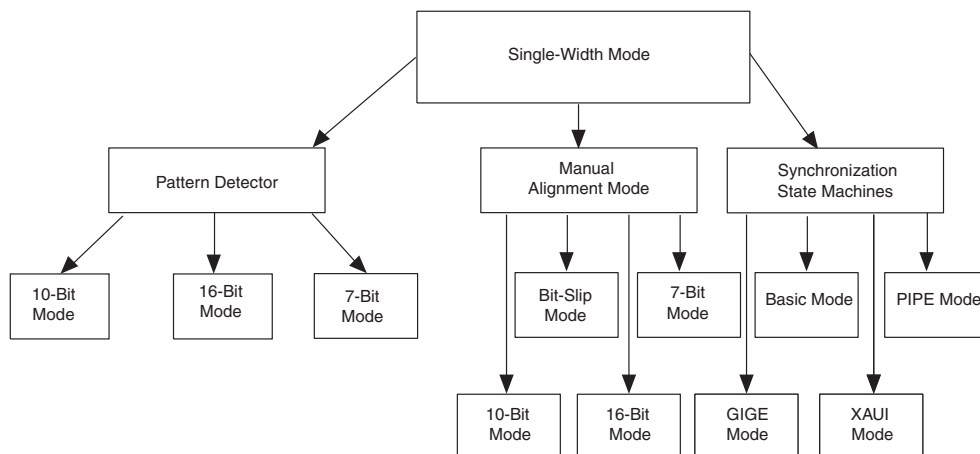 Single-Width Mode
Pattern Detector
Manual
Alignment Mode
Synchronization
State Machines
10-Bit
Mode
16-Bit
Mode
7-Bit
Mode
Bit-Slip
Mode
7-Bit
Mode
Basic Mode
PIPE Mode
10-Bit
Mode
16-Bit
Mode
GIGE
Mode
XAUI
Mode